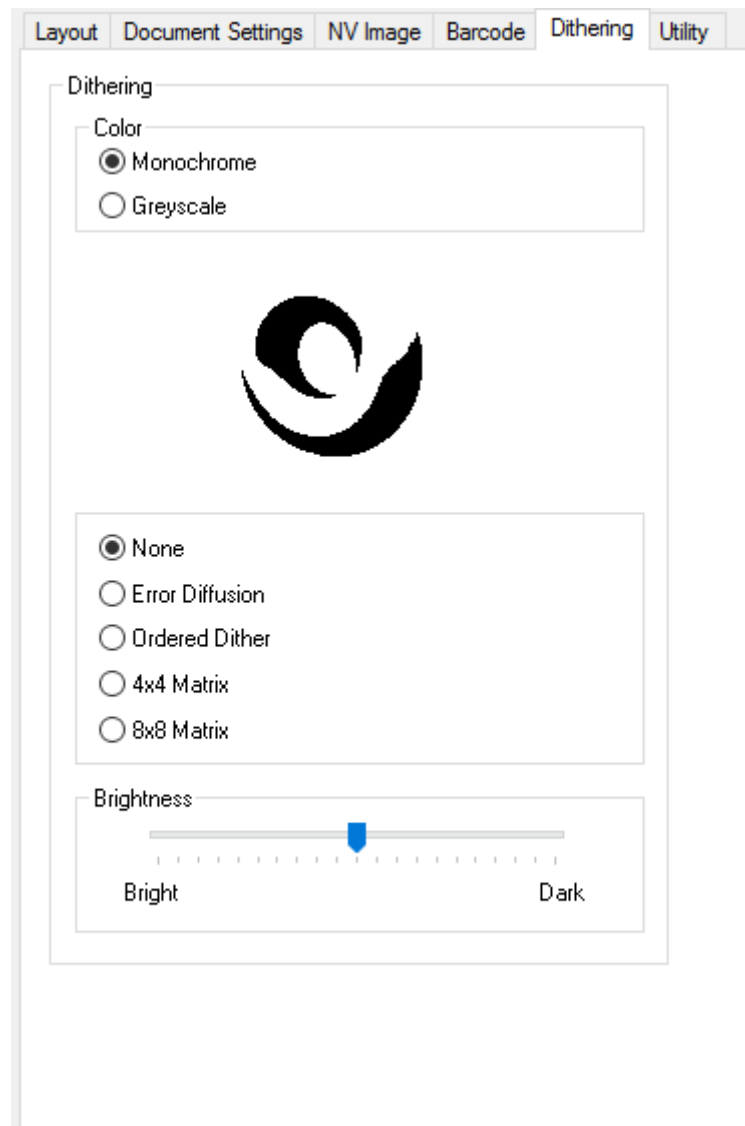 Layout Document Settings NV Image Barcode Dithering Utility
Dithering
Color
Monochrome
Greyscale
None
Error Diffusion
Ordered Dither
4x4 Matrix
8x8 Matrix
Brightness
Bright Dark